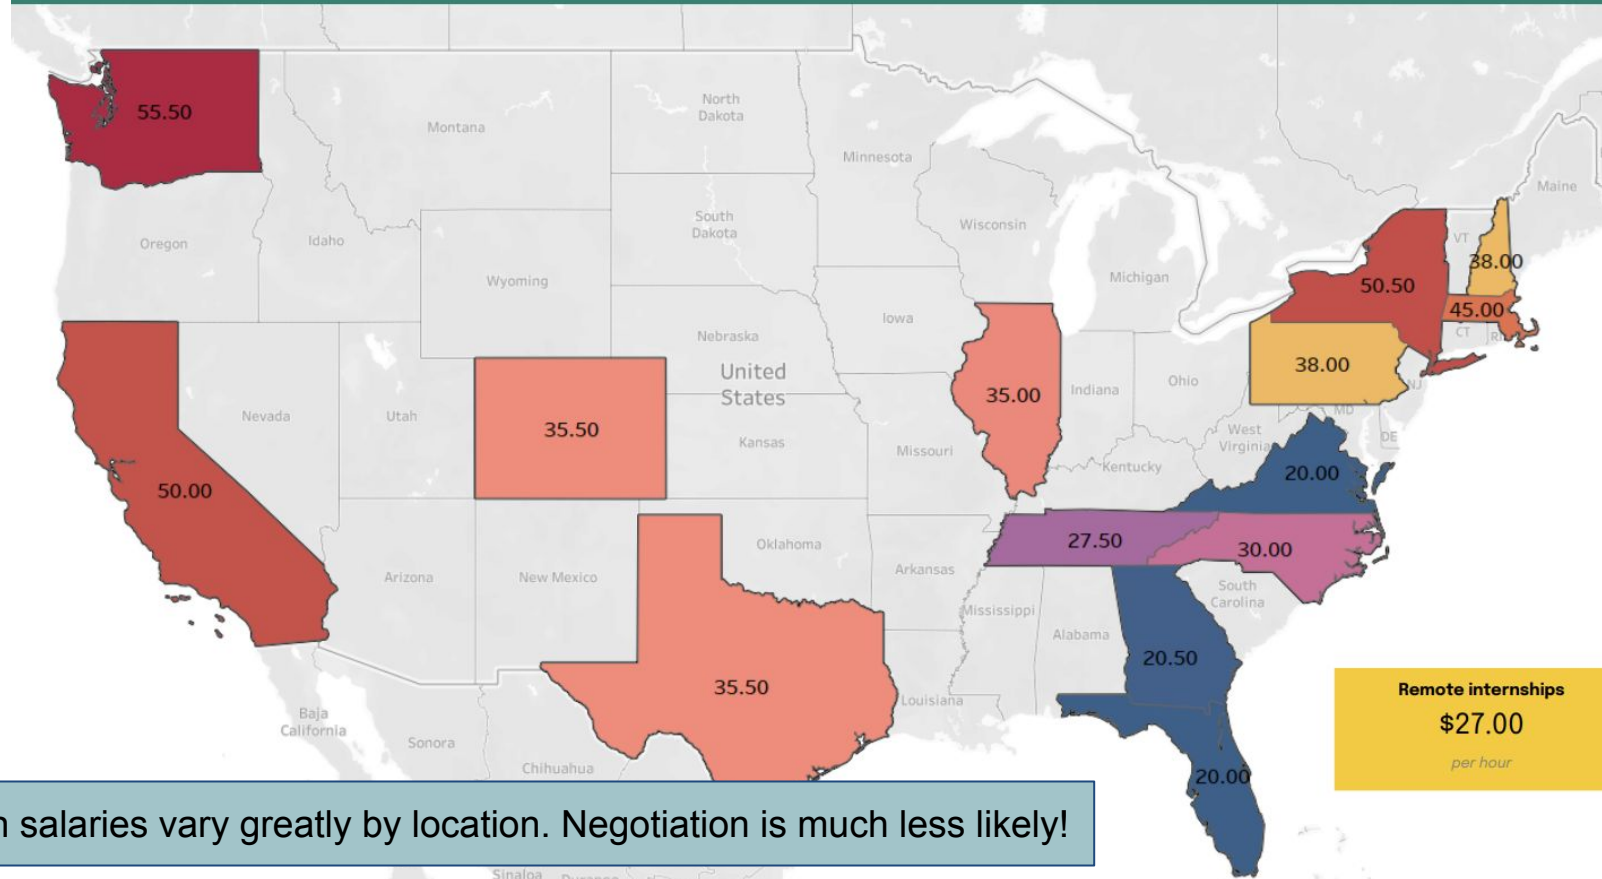 55.50
North
Dakota
Montana
Minnesota
Maine
Oregon
Idaho
South
Dakota
Wisconsin
VT
38.00
Wyoming
Michigan
50.50
45.00
Iowa
CT
Nebraska
United
States
38.00
Nevada
Utah
35.50
35.00
Indiana
Ohio
NJ
MD
Kansas
Missouri
West
Virginia
DE
Kentucky
50.00
20.00
Oklahoma
27.50
30.00
Arizona
New Mexico
Arkansas
South
Carolina
Mississippi
Alabama
20.50
35.50
Louisiana
Remote internships
$27.00
per hour
Baja
California
Sonora
Chihuahua
20.00
salaries vary greatly by location. Negotiation is much less likely!
Sinaloa